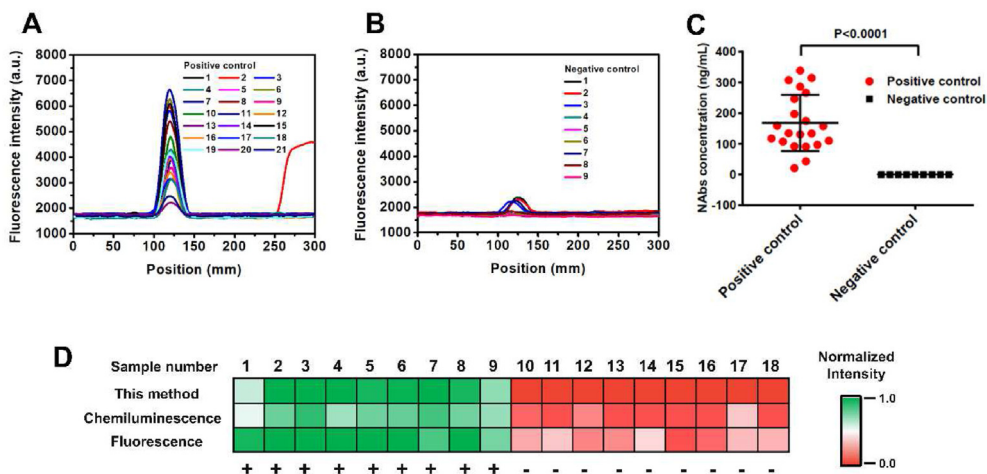 A
Fluorescence intensity (a.u.)
8000
7000
6000
5000
4000
3000
2000
1000
Positive control
1 2 3
4 5 6
7 8 9
10 11 12
13 14 15
16 17 18
19 20 21
0 50 100 150 200 250 300
Position (mm)
B
Fluorescence intensity (a.u.)
8000
7000
6000
5000
4000
3000
2000
1000
Negative control
1
2
3
4
5
6
7
8
9
0 50 100 150 200 250 300
Position (mm)
C
P<0.0001
NAbs concentration (ng/mL)
400
300
200
100
0
-100
Positive control
Negative control
Positive control
Negative control
D
Sample number 1 2 3 4 5 6 7 8 9 10 11 12 13 14 15 16 17 18
This method
Chemiluminescence
Fluorescence
+ + + + + + + + + - - - - - - - - -
Normalized
Intensity
1.0
0.0